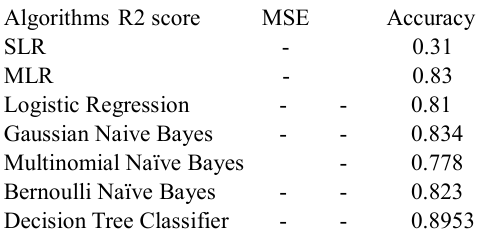 Algorithms R2 score MSE Accuracy
SLR - 0.31
MLR - 0.83
Logistic Regression - - 0.81
Gaussian Naive Bayes - - 0.834
Multinomial Naïve Bayes - 0.778
Bernoulli Naïve Bayes - - 0.823
Decision Tree Classifier - - 0.8953